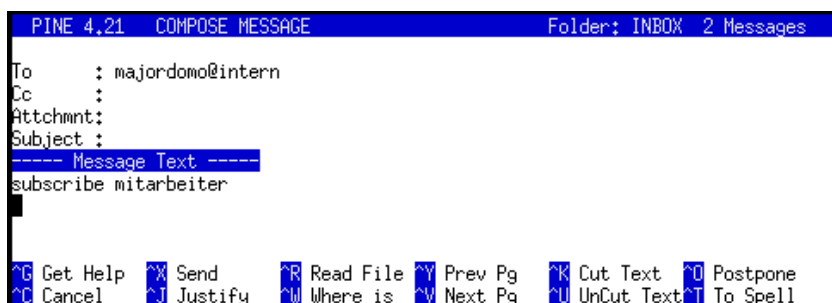 PINE 4.21 COMPOSE MESSAGE Folder: INBOX 2 Messages
To : majordomo@intern
Cc :
Attchmnt:
Subject :
----- Message Text -----
subscribe mitarbeiter
^G Get Help ^X Send ^R Read File ^Y Prev Pg ^K Cut Text ^O Postpone
^C Cancel ^J Justify ^W Where is ^V Next Pg ^U UnCut Text ^T To Spell